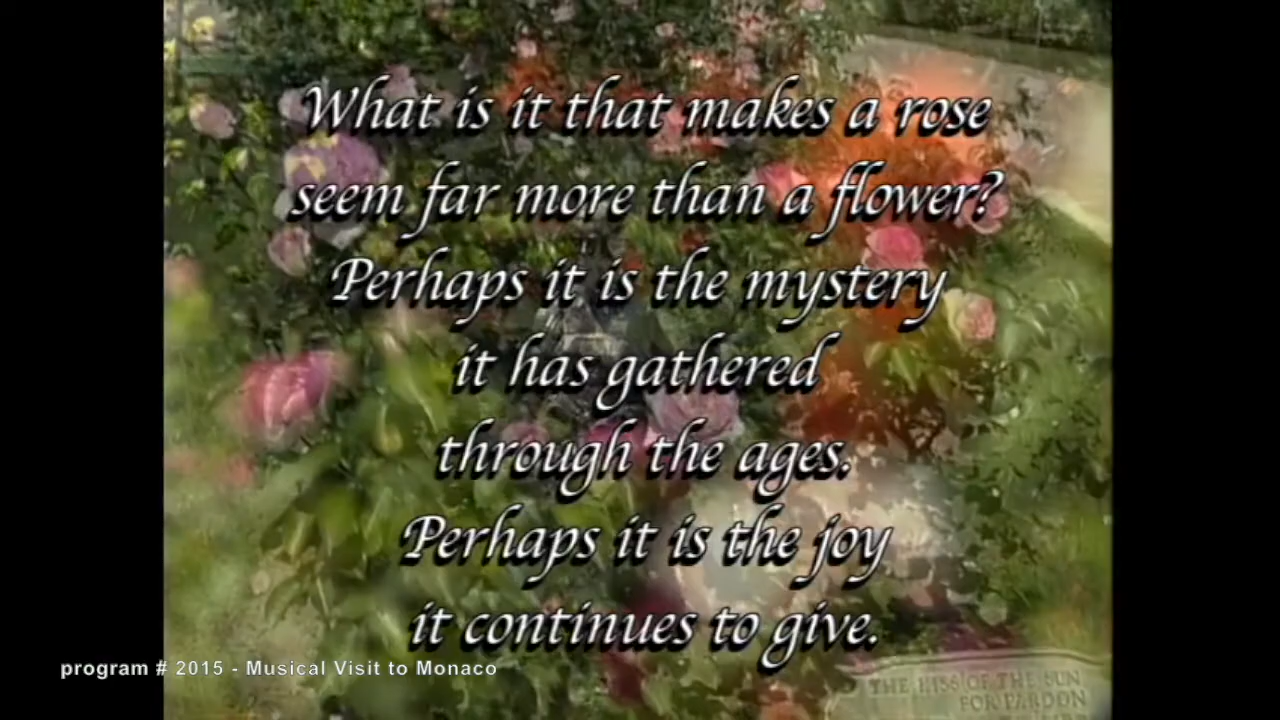 What is it that makes a rose
seem far more than a flower?
Perhaps it is the mystery
it has gathered
through the ages.
Perhaps it is the joy
it continues to give.
program # 2015 - Musical Visit to Monaco
THE KISS OF THE SUN
FOR PARDON